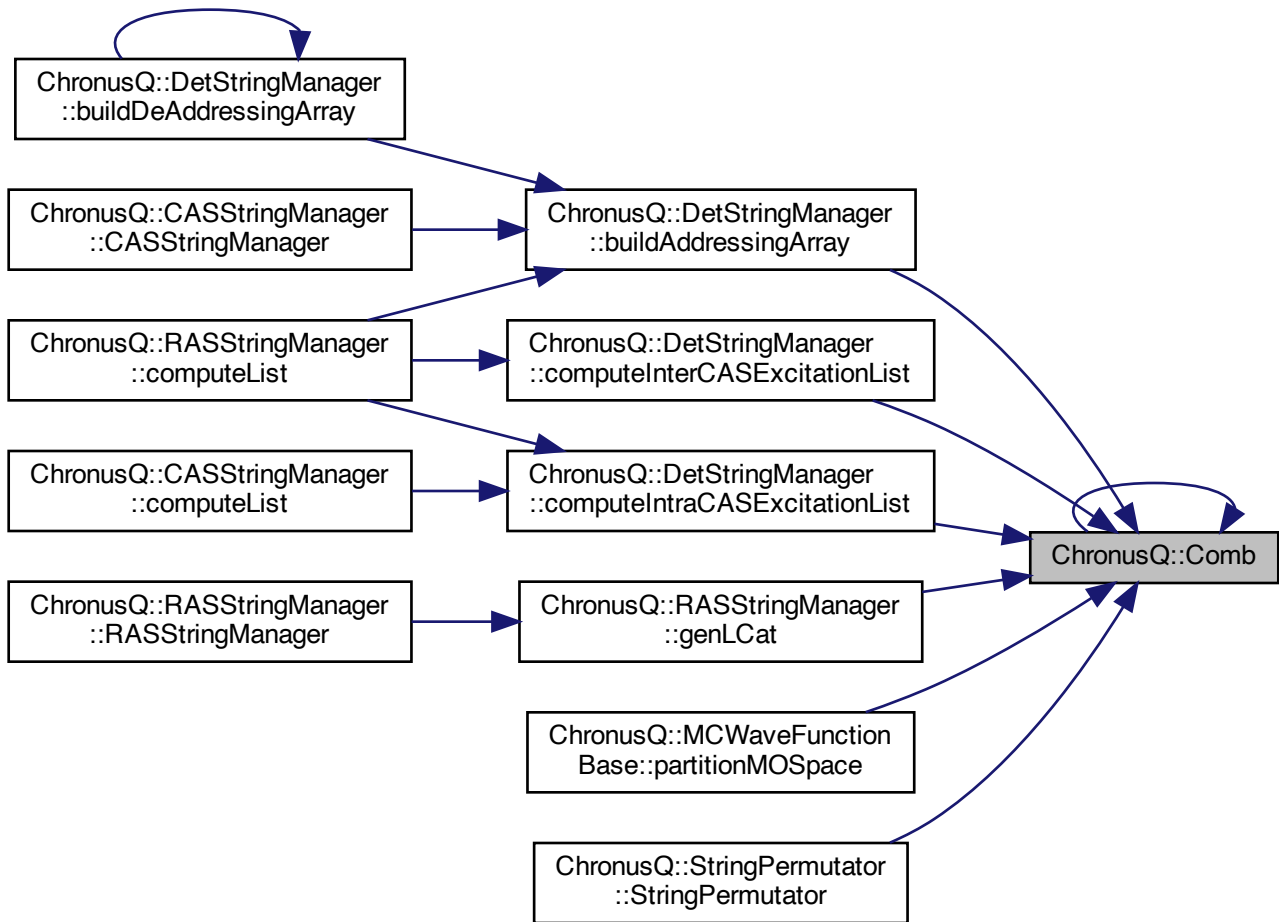 ChronusQ::DetStringManager
::buildDeAddressingArray
ChronusQ::CASStringManager
::CASStringManager
ChronusQ::RASStringManager
::computeList
ChronusQ::CASStringManager
::computeList
ChronusQ::RASStringManager
::RASStringManager
ChronusQ::DetStringManager
::buildAddressingArray
ChronusQ::DetStringManager
::computeInterCASExcitationList
ChronusQ::DetStringManager
::computeIntraCASExcitationList
ChronusQ::RASStringManager
::genLCat
ChronusQ::MCWaveFunction
Base::partitionMOSpace
ChronusQ::StringPermutator
::StringPermutator
ChronusQ::Comb